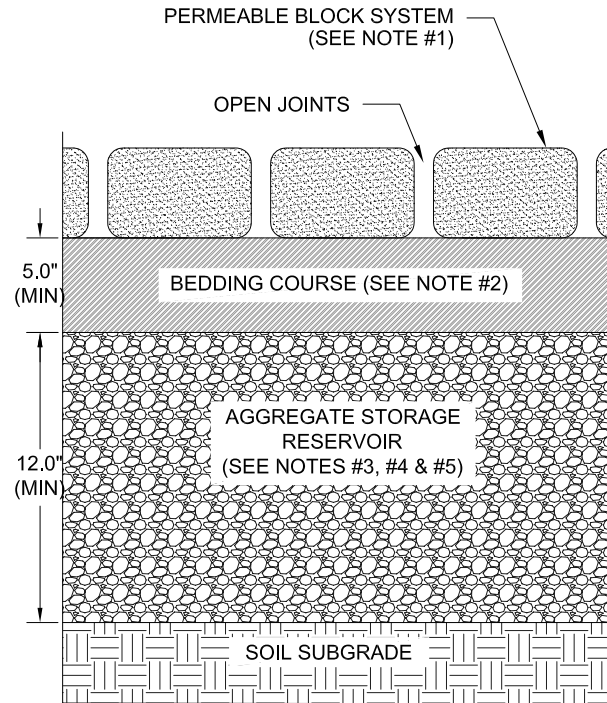 PERMEABLE BLOCK SYSTEM
(SEE NOTE #1)
OPEN JOINTS
5.0"
(MIN)
BEDDING COURSE (SEE NOTE #2)
AGGREGATE STORAGE
RESERVOIR
(SEE NOTES #3, #4 & #5)
12.0"
(MIN)
SOIL SUBGRADE